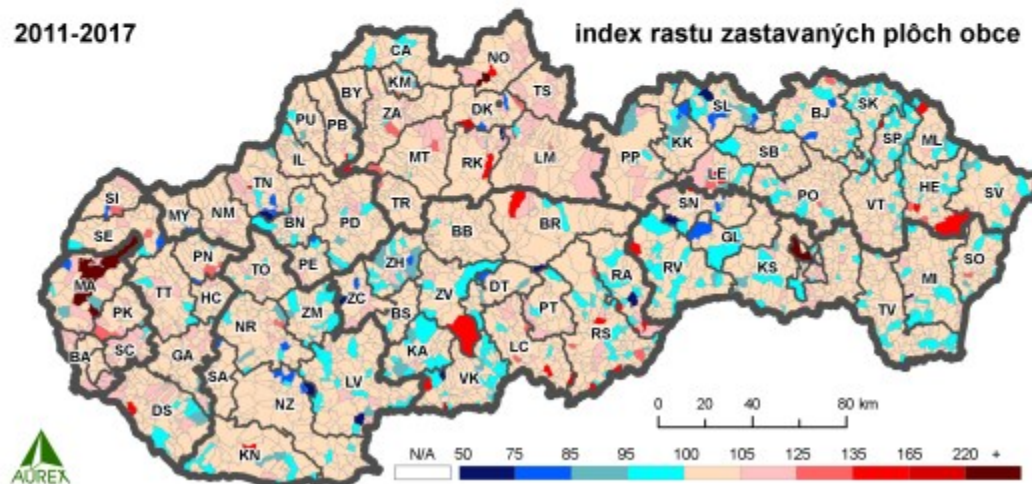 2011-2017
index rastu zastavaných plôch obce
CA
NO
KM
TS
BY
DK
ZA
PU
PB
SL
BJ
SK
KK
SP
ML
IL
MT
RK
LM
PP
SB
LE
HE
SV
TN
PO
VT
SI
SN
MY
NM
BN
TR
BR
GL
SE
PD
BB
PN
TO
PE
ZH
RA
RV
KS
MI
SO
MA
TT
HC
ZC
ZV
DT
PK
ZM
BS
PT
TV
NR
BA
SC
KA
LC
RS
GA
SA
LV
VK
DS
NZ
KN
0 20 40 80 km
AUREX
N/A 50 75 85 95 100 105 125 135 165 220 +